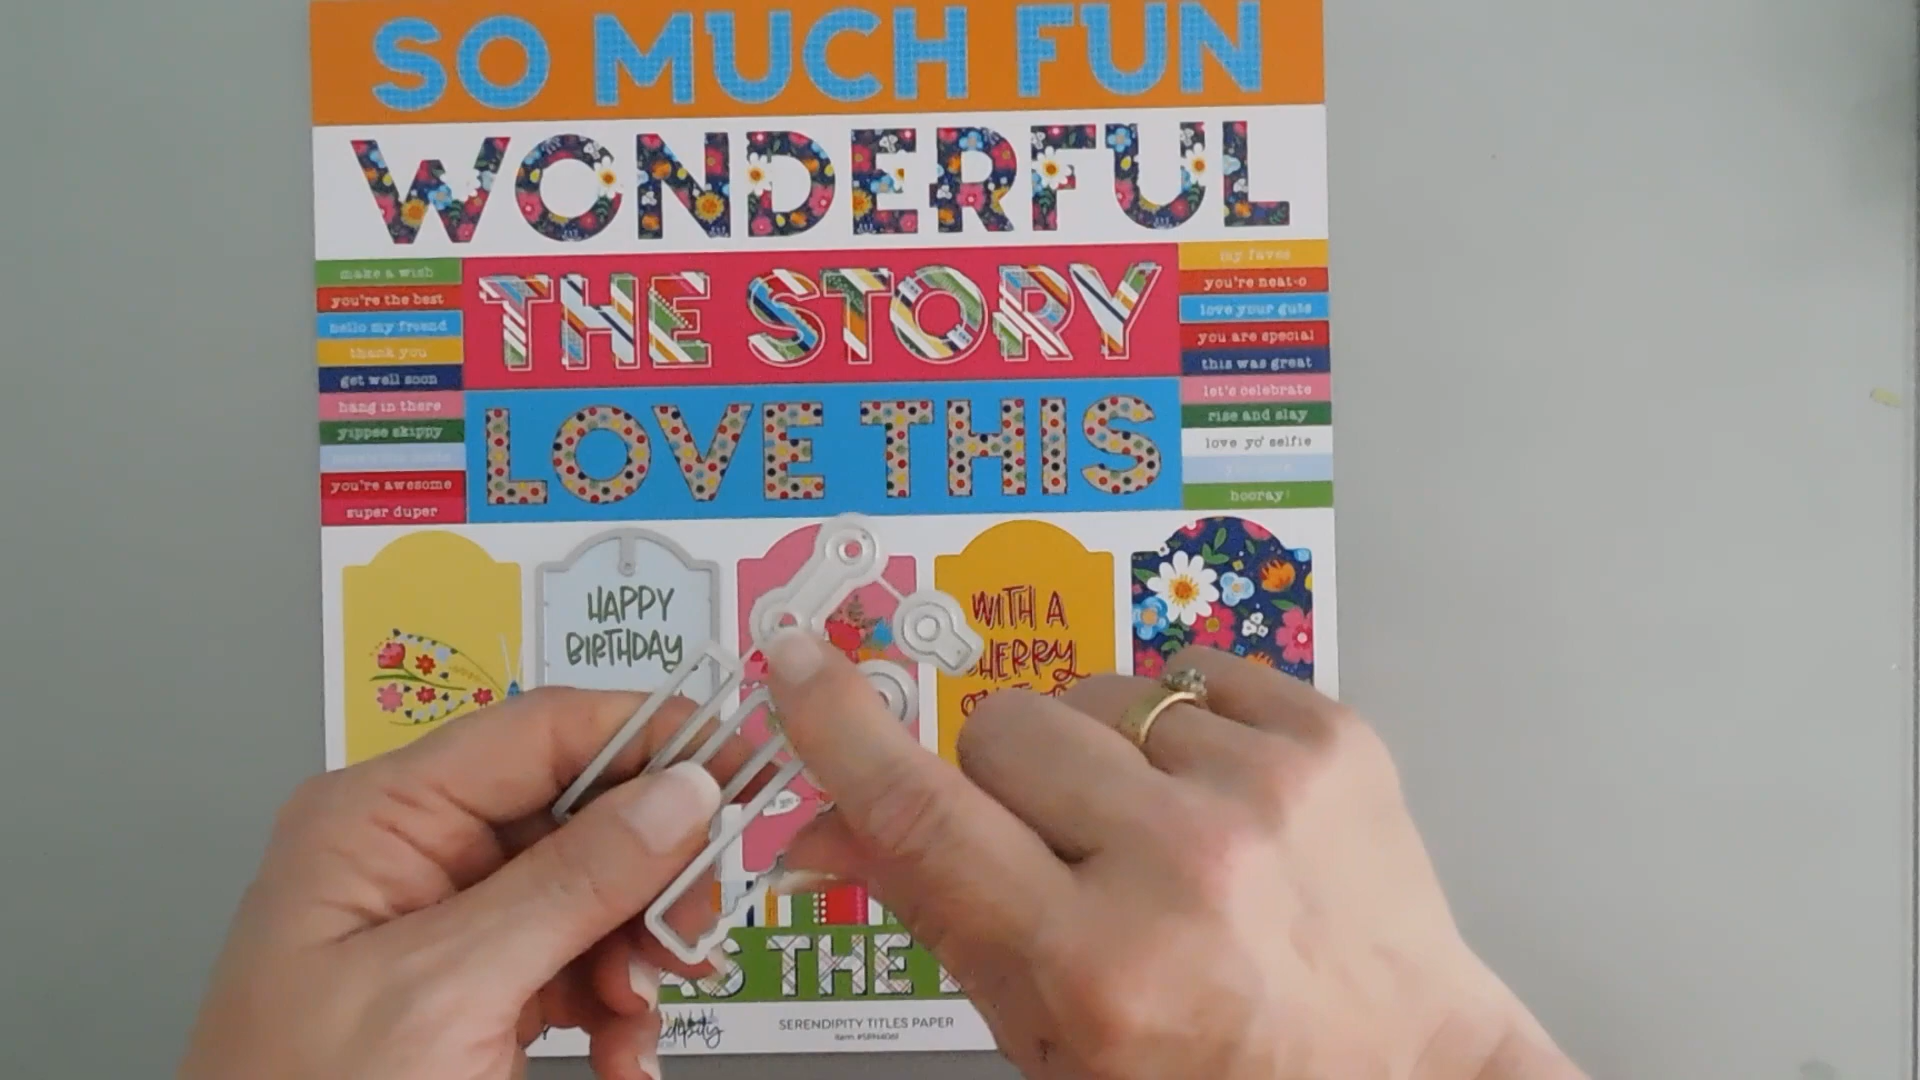 SO MUCH FUN
WONDERFUL
make a wish
you're the best
hello my friend
thank you
get well soon
hang in there
yippee skippy
you're awesome
super duper
THE STORY
LOVE THIS
my faves
you're neat-o
love your guts
you are special
this was great
let's celebrate
rise and slay
love yo' selfie
hooray!
HAPPY
BIRTHDAY
WITH A
CHERRY
THE
SERENDIPITY TITLES PAPER